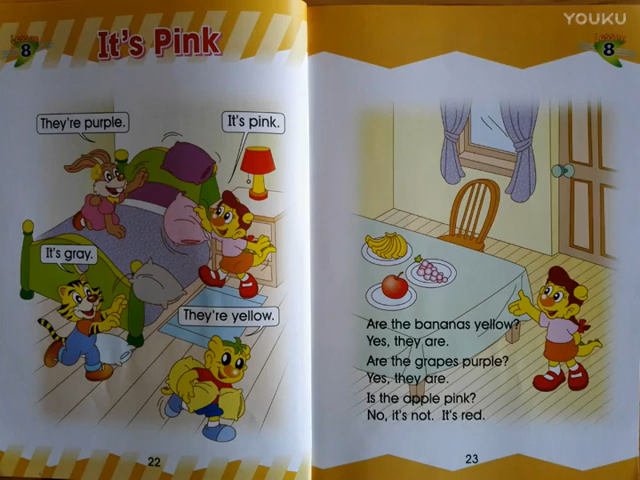 Lesson
8
It's Pink
They're purple.
It's pink.
It's gray.
They're yellow.
22
YOUKU
Lesson
8
Are the bananas yellow?
Yes, they are.
Are the grapes purple?
Yes, they are.
Is the apple pink?
No, it's not. It's red.
23